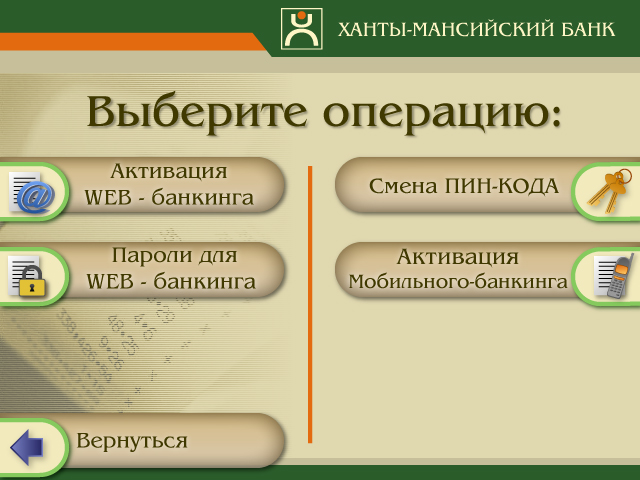 ХАНТЫ-МАНСИЙСКИЙ БАНК
Выберите операцию:
Активация
WEB - банкинга
Смена ПИН-КОДА
Пароли для
WEB - банкинга
Активация
Мобильного-банкинга
Вернуться